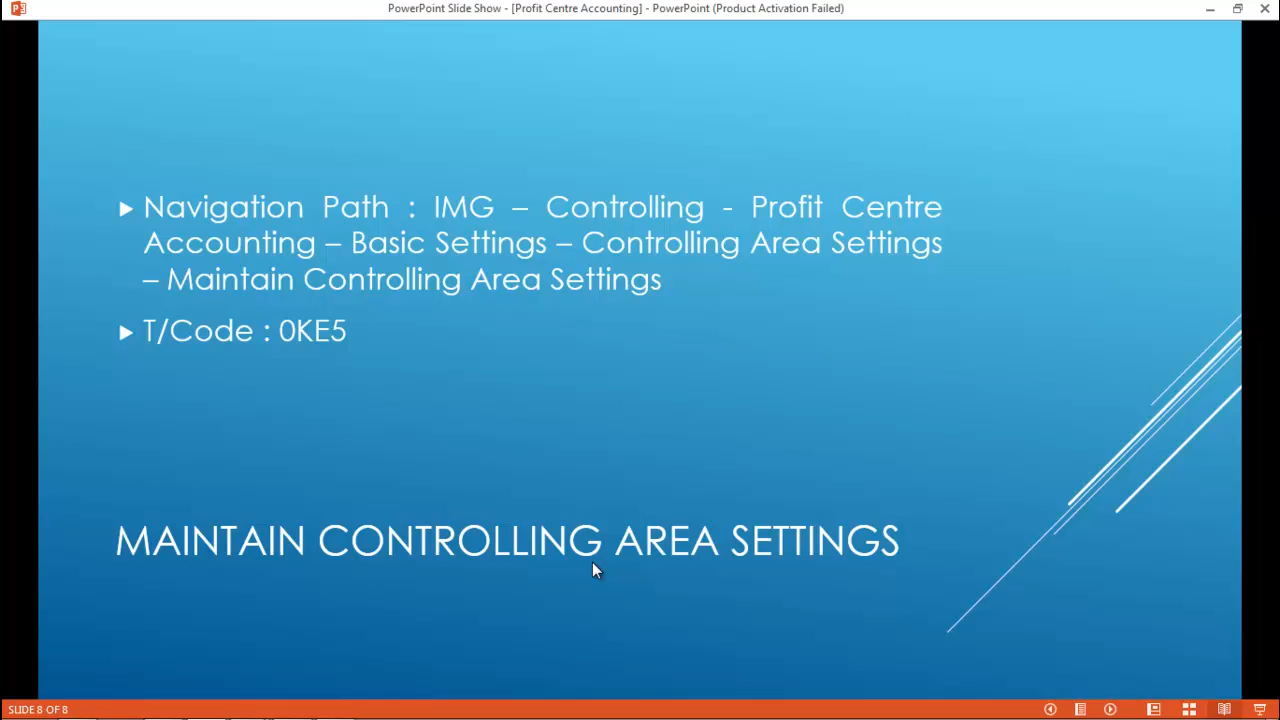 PowerPoint Slide Show - [Profit Centre Accounting] - PowerPoint (Product Activation Failed)
Navigation Path : IMG – Controlling - Profit Centre
Accounting – Basic Settings – Controlling Area Settings
– Maintain Controlling Area Settings
T/Code : 0KE5
MAINTAIN CONTROLLING AREA SETTINGS
SLIDE 8 OF 8